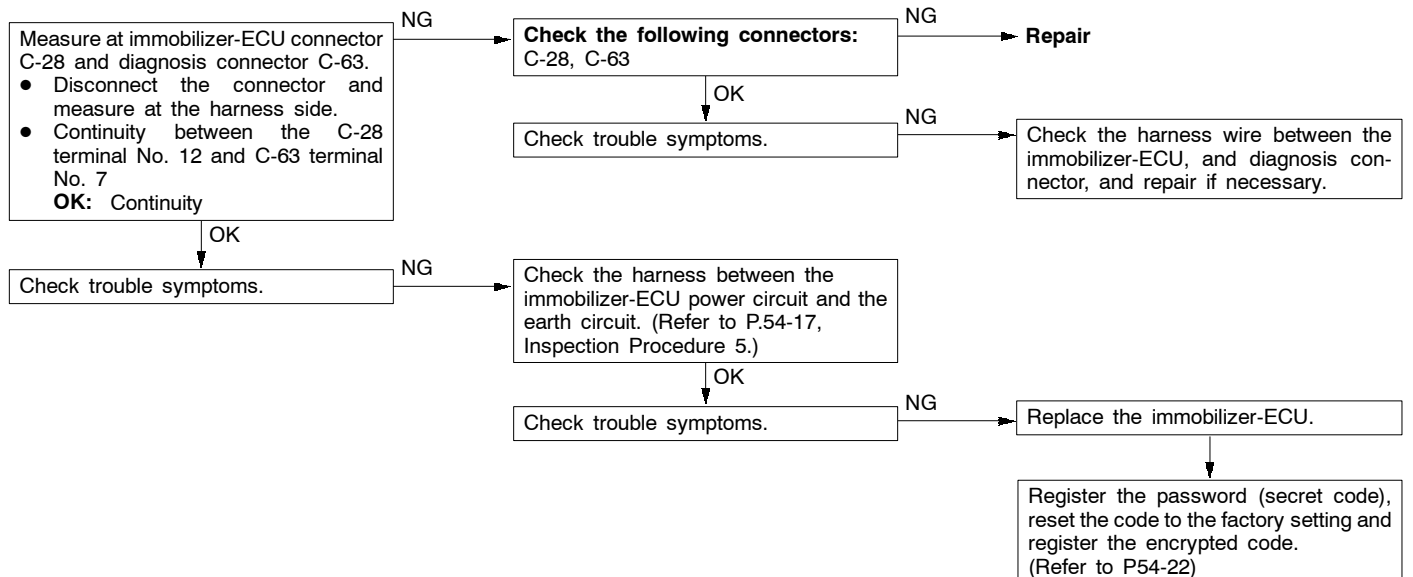 Measure at immobilizer-ECU connector
C-28 and diagnosis connector C-63.
● Disconnect the connector and
measure at the harness side.
● Continuity between the C-28
terminal No. 12 and C-63 terminal
No. 7
OK: Continuity
NG
Check the following connectors:
C-28, C-63
NG
Repair
OK
Check trouble symptoms.
NG
Check the harness wire between the
immobilizer-ECU, and diagnosis con-
nector, and repair if necessary.
OK
Check trouble symptoms.
NG
Check the harness between the
immobilizer-ECU power circuit and the
earth circuit. (Refer to P.54-17,
Inspection Procedure 5.)
OK
Check trouble symptoms.
NG
Replace the immobilizer-ECU.
Register the password (secret code),
reset the code to the factory setting and
register the encrypted code.
(Refer to P54-22)